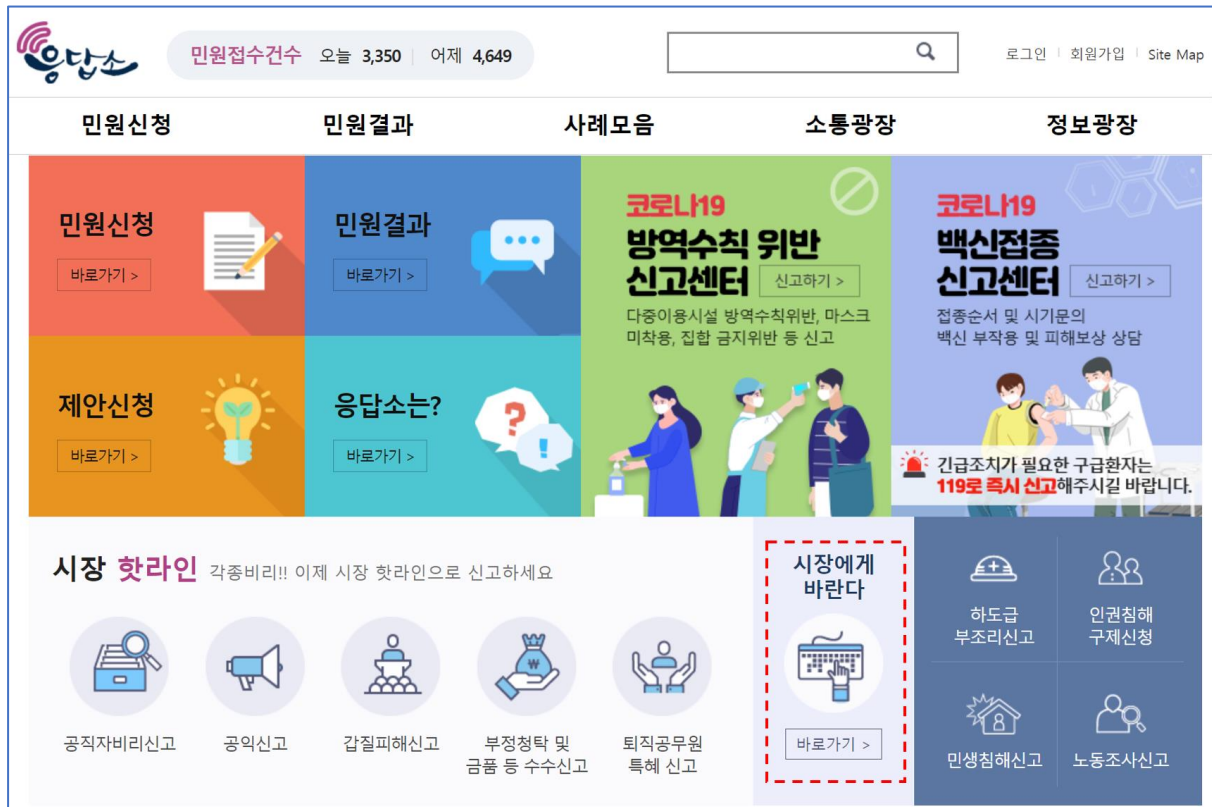 응답소 민원접수건수 오늘 3,350 어제 4,649 로그인 회원가입 Site Map
민원신청 민원결과 사례모음 소통광장 정보광장
민원신청
바로가기 >
민원결과
바로가기 >
제안신청
바로가기 >
응답소는?
바로가기 >
코로나19
방역수칙 위반
신고센터 신고하기 >
다중이용시설 방역수칙위반, 마스크
미착용, 집합 금지위반 등 신고
코로나19
백신접종
신고센터 신고하기 >
접종순서 및 시기문의
백신 부작용 및 피해보상 상담
긴급조치가 필요한 구급환자는
119로 즉시 신고해주시길 바랍니다.
시장 핫라인 각종비리!! 이제 시장 핫라인으로 신고하세요
공직자비리신고
공익신고
갑질피해신고
부정청탁 및
금품 등 수수신고
퇴직공무원
특혜 신고
시장에게
바란다
바로가기 >
하도급
부조리신고
인권침해
구제신청
민생침해신고
노동조사신고